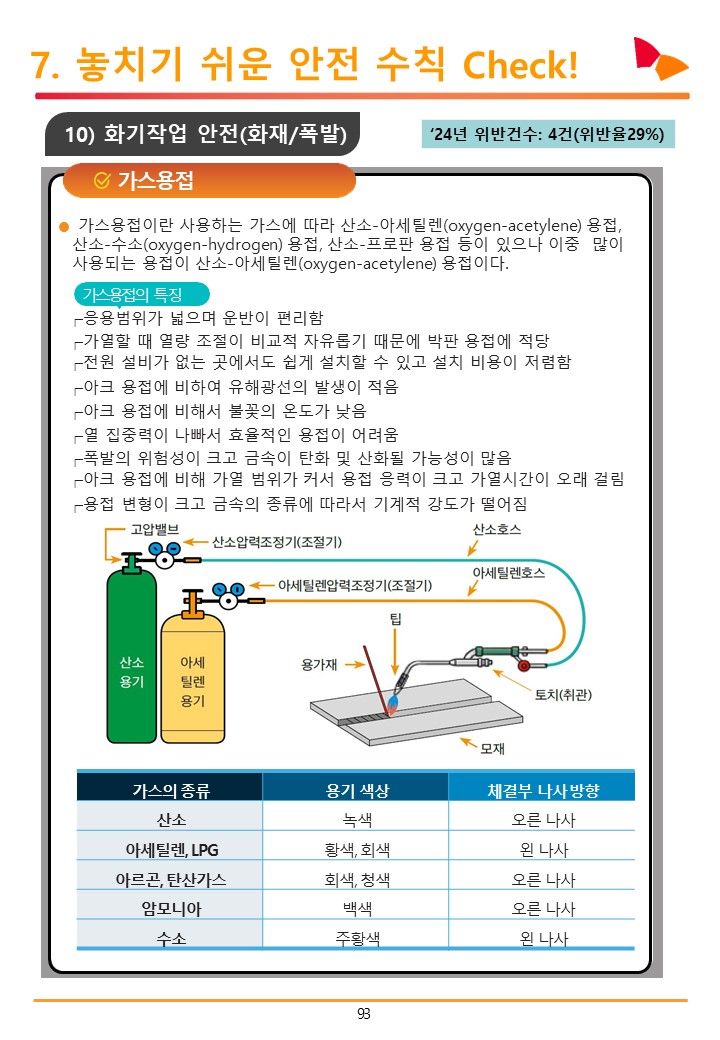 7. 놓치기 쉬운 안전 수칙 Check!
10) 화기작업 안전(화재/폭발)
‘24년 위반건수: 4건(위반율29%)
가스용접
가스용접이란 사용하는 가스에 따라 산소-아세틸렌(oxygen-acetylene) 용접,
산소-수소(oxygen-hydrogen) 용접, 산소-프로판 용접 등이 있으나 이중 많이
사용되는 용접이 산소-아세틸렌(oxygen-acetylene) 용접이다.
가스용접의 특징
┌응용범위가 넓으며 운반이 편리함
┌가열할 때 열량 조절이 비교적 자유롭기 때문에 박판 용접에 적당
┌전원 설비가 없는 곳에서도 쉽게 설치할 수 있고 설치 비용이 저렴함
┌아크 용접에 비하여 유해광선의 발생이 적음
┌아크 용접에 비해서 불꽃의 온도가 낮음
┌열 집중력이 나빠서 효율적인 용접이 어려움
┌폭발의 위험성이 크고 금속이 탄화 및 산화될 가능성이 많음
┌아크 용접에 비해 가열 범위가 커서 용접 응력이 크고 가열시간이 오래 걸림
┌용접 변형이 크고 금속의 종류에 따라서 기계적 강도가 떨어짐
고압밸브
산소압력조정기(조절기)
산소호스
아세틸렌호스
아세틸렌압력조정기(조절기)
팁
용가재
산소
용기
아세
틸렌
용기
토치(취관)
모재
가스의 종류 용기 색상 체결부 나사방향
산소 녹색 오른 나사
아세틸렌, LPG 황색, 회색 왼 나사
아르곤, 탄산가스 회색, 청색 오른 나사
암모니아 백색 오른 나사
수소 주황색 왼 나사
93